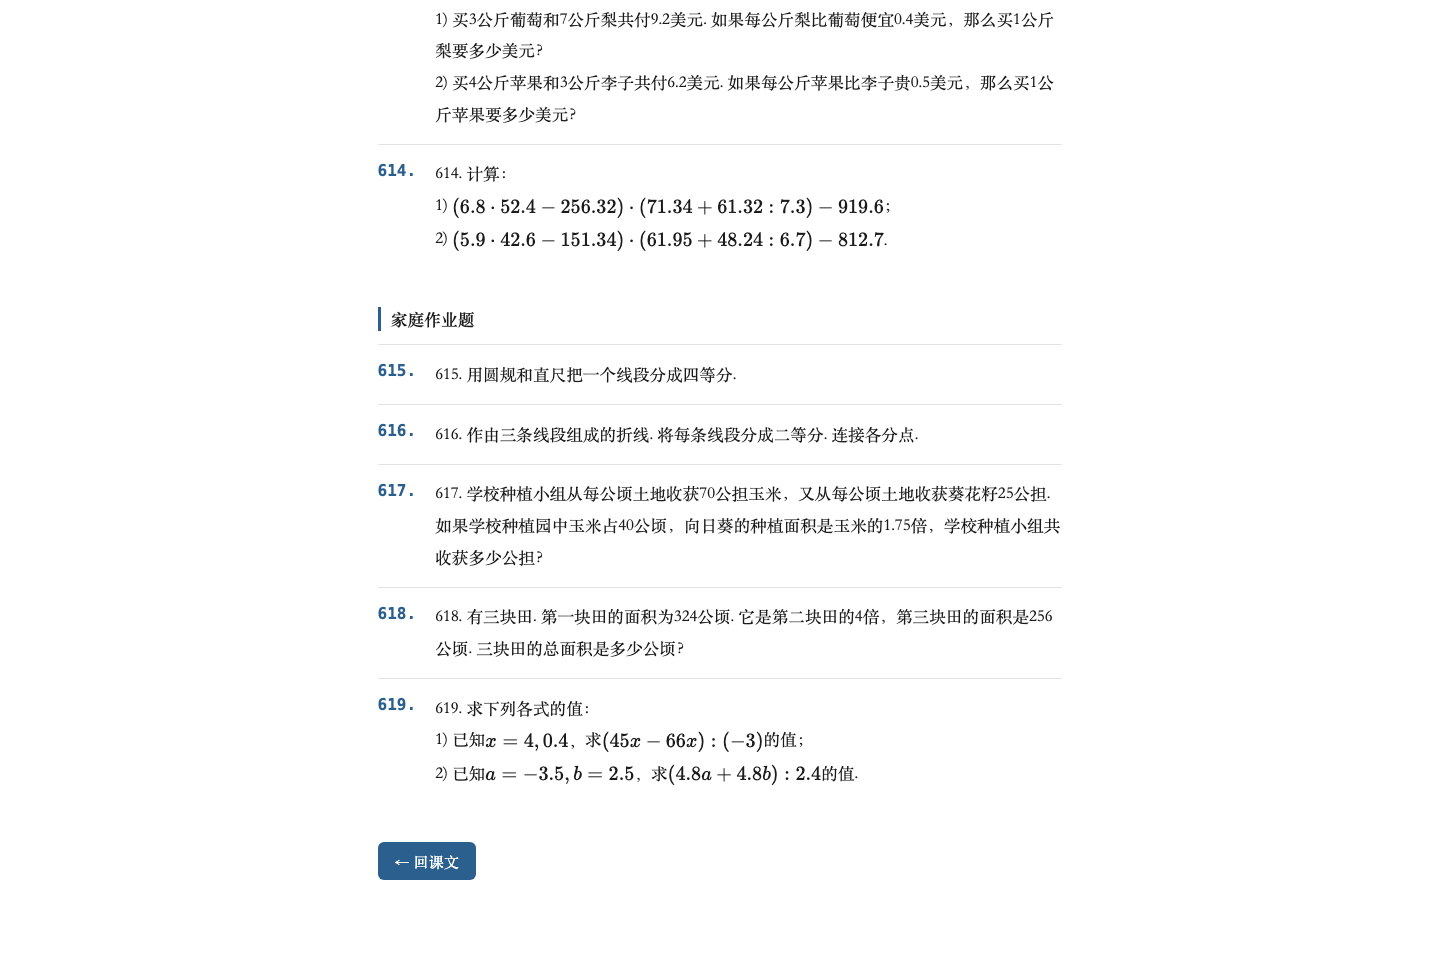 1) 买3公斤葡萄和7公斤梨共付9.2美元. 如果每公斤梨比葡萄便宜0.4美元，那么买1公斤
梨要多少美元?
2) 买4公斤苹果和3公斤李子共付6.2美元. 如果每公斤苹果比李子贵0.5美元，那么买1公
斤苹果要多少美元?
614. 614. 计算：
1) (6.8 · 52.4 − 256.32) · (71.34 + 61.32 : 7.3) − 919.6；
2) (5.9 · 42.6 − 151.34) · (61.95 + 48.24 : 6.7) − 812.7.
家庭作业题
615. 615. 用圆规和直尺把一个线段分成四等分.
616. 616. 作由三条线段组成的折线. 将每条线段分成二等分. 连接各分点.
617. 617. 学校种植小组从每公顷土地收获70公担玉米，又从每公顷土地收获葵花籽25公担.
如果学校种植园中玉米占40公顷，向日葵的种植面积是玉米的1.75倍，学校种植小组共
收获多少公担?
618. 618. 有三块田. 第一块田的面积为324公顷. 它是第二块田的4倍，第三块田的面积是256
公顷. 三块田的总面积是多少公顷?
619. 619. 求下列各式的值：
1) 已知x = 4, 0.4，求(45x − 66x) : (−3)的值；
2) 已知a = −3.5, b = 2.5，求(4.8a + 4.8b) : 2.4的值.
← 回课文